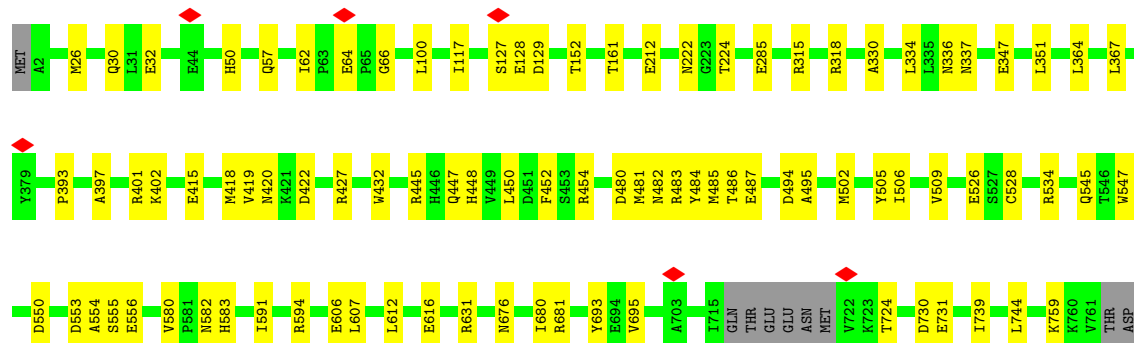 MET A2 M26 Q30 L31 E32 E44 H50 Q57 I62 P63 E64 P65 G66 L100 I117 S127 E128 D129 T152 T161 E212 N222 G223 T224 E285 R315 R318 A330 L334 L335 N336 N337 E347 L351 L364 L367
Y379 P393 A397 R401 K402 E415 M418 V419 N420 K421 D422 R427 W432 R445 H446 Q447 H448 V449 L450 D451 F452 S453 R454 D480 M481 N482 R483 Y484 M485 T486 E487 D494 A495 M502 Y505 I506 V509 E526 S527 C528 R534 Q545 T546 W547
D550 D553 A554 S555 E556 V580 P581 N582 H583 I591 R594 E606 L607 L612 E616 R631 N676 I680 R681 Y693 E694 V695 A703 I715 GLN THR GLU GLU ASN MET V722 K723 T724 D730 E731 I739 L744 K759 K760 V761 THR ASP